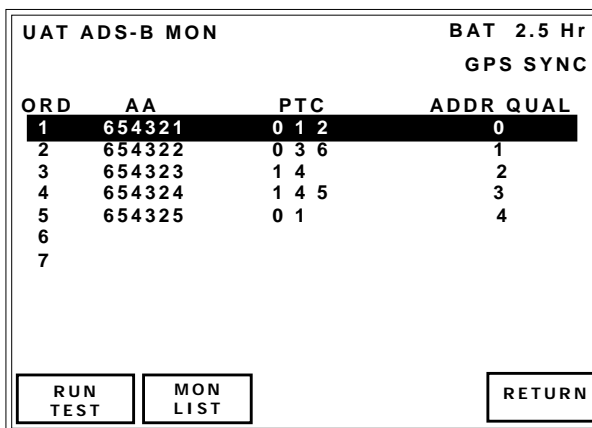 UAT ADS-B MON BAT 2.5 Hr
GPS SYNC
ORD AA PTC ADDR QUAL
1 654321 0 1 2 0
2 654322 0 3 6 1
3 654323 1 4 2
4 654324 1 4 5 3
5 654325 0 1 4
6
7
RUN TEST
MON LIST
RETURN